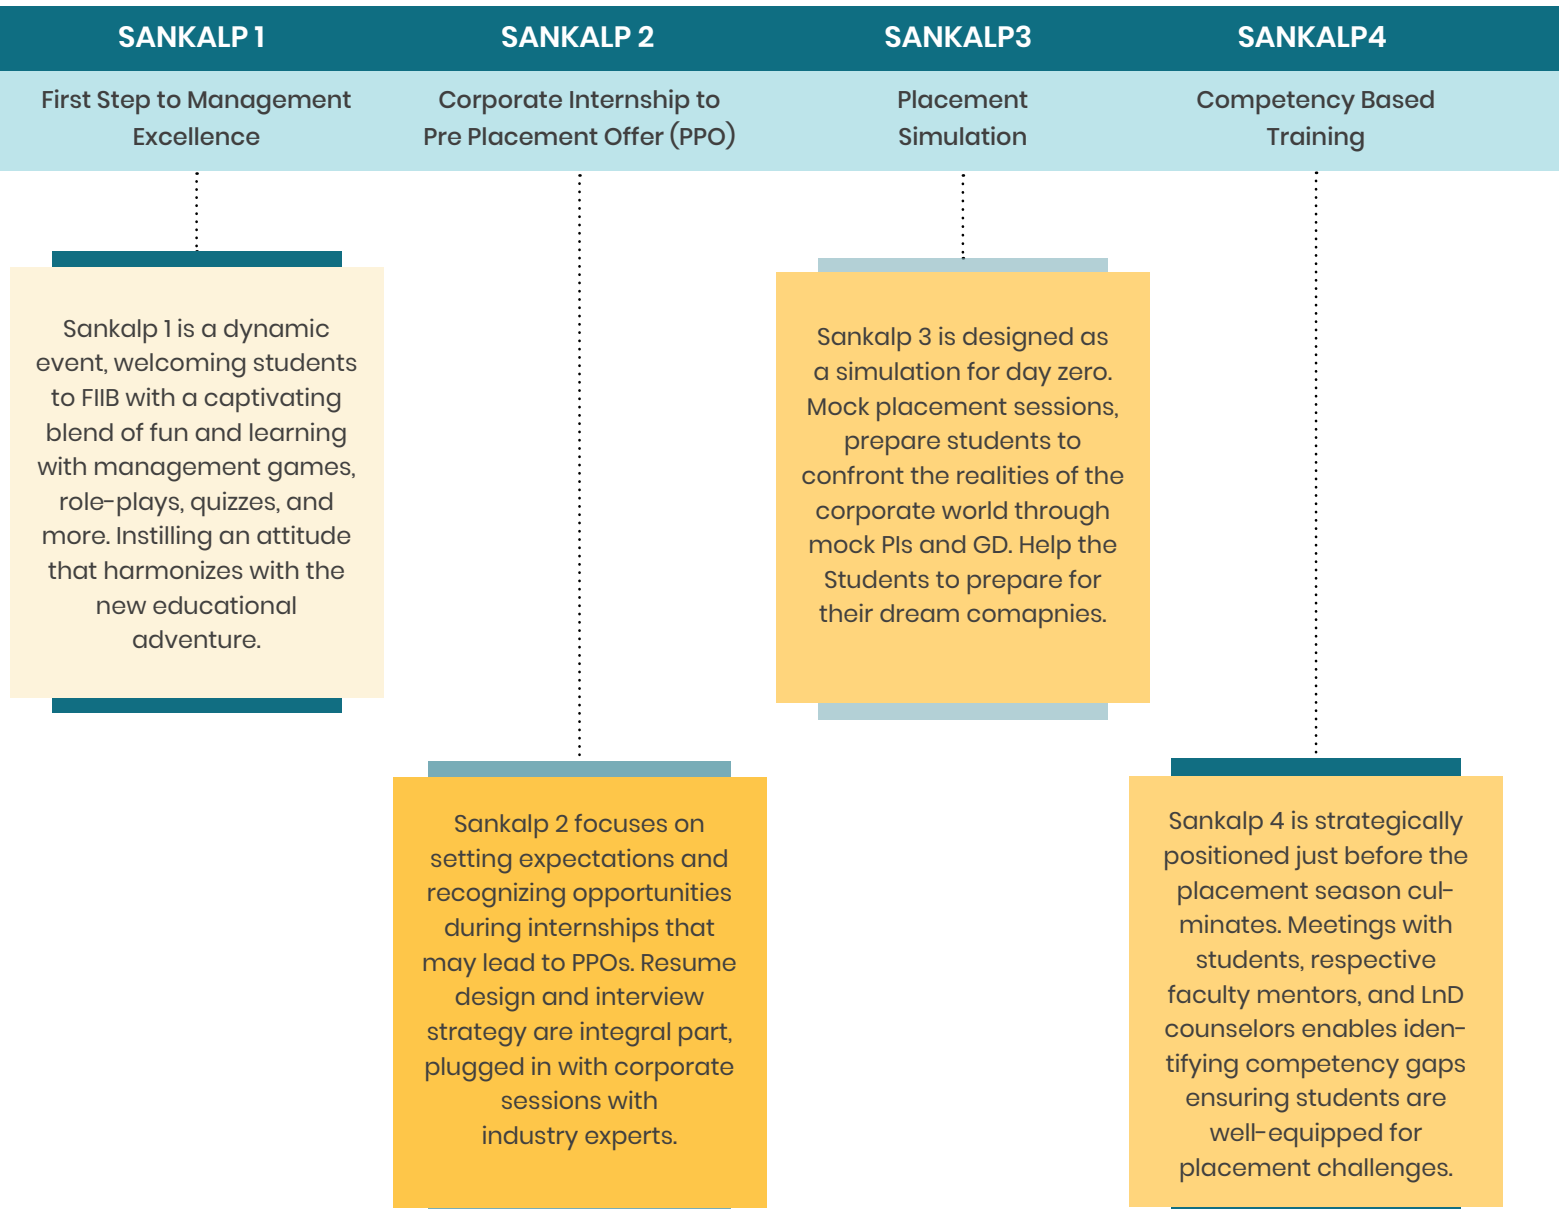 SANKALP 1
First Step to Management
Excellence
Sankalp 1 is a dynamic
event, welcoming students
to FIIB with a captivating
blend of fun and learning
with management games,
role-plays, quizzes, and
more. Instilling an attitude
that harmonizes with the
new educational
adventure.
SANKALP 2
Corporate Internship to
Pre Placement Offer (PPO)
Sankalp 2 focuses on
setting expectations and
recognizing opportunities
during internships that
may lead to PPOs. Resume
design and interview
strategy are integral part,
plugged in with corporate
sessions with
industry experts.
SANKALP3
Placement
Simulation
Sankalp 3 is designed as
a simulation for day zero.
Mock placement sessions,
prepare students to
confront the realities of the
corporate world through
mock PIs and GD. Help the
Students to prepare for
their dream comapnies.
SANKALP4
Competency Based
Training
Sankalp 4 is strategically
positioned just before the
placement season cul-
minates. Meetings with
students, respective
faculty mentors, and LnD
counselors enables iden-
tifying competency gaps
ensuring students are
well-equipped for
placement challenges.